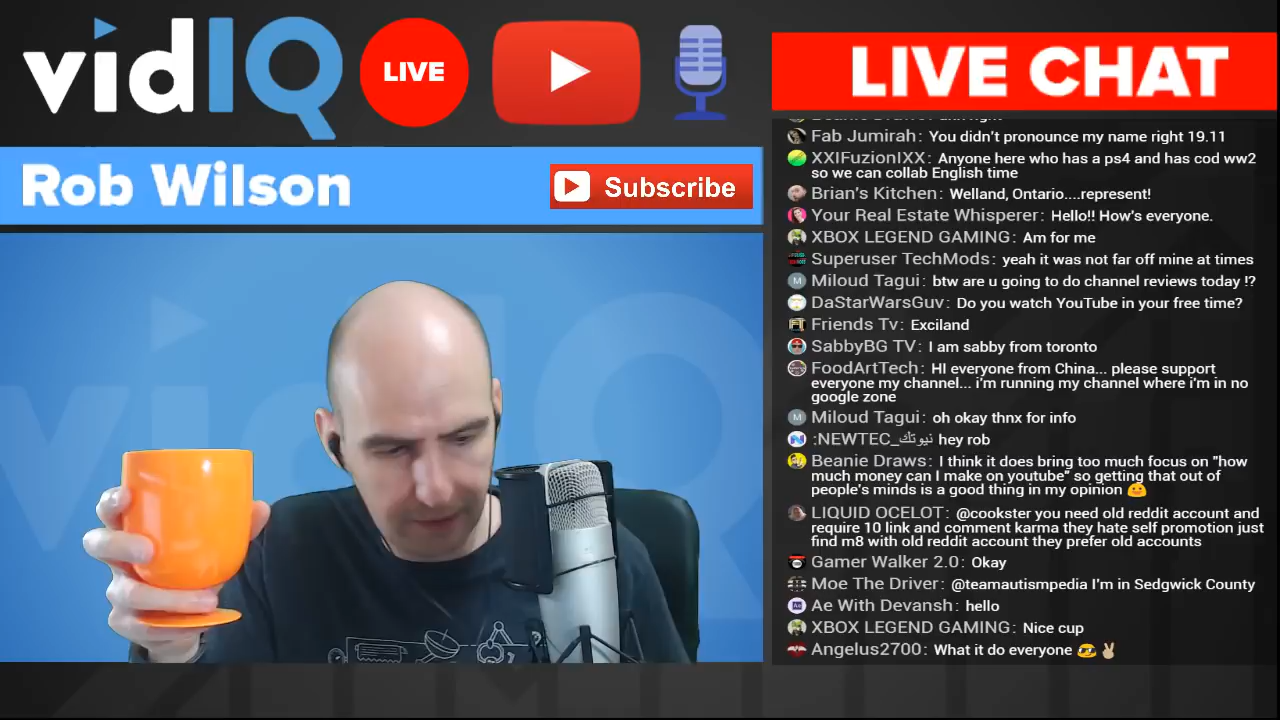 vidIQ LIVE
LIVE CHAT
Rob Wilson
Subscribe
Fab Jumirah: You didn't pronounce my name right 19.11
XXIFuzionIXX: Anyone here who has a ps4 and has cod ww2
so we can collab English time
Brian's Kitchen: Welland, Ontario....represent!
Your Real Estate Whisperer: Hello!! How's everyone.
XBOX LEGEND GAMING: Am for me
Superuser TechMods: yeah it was not far off mine at times
M Miloud Tagui: btw are u going to do channel reviews today !?
DaStarWarsGuv: Do you watch YouTube in your free time?
Friends Tv: Exciland
SabbyBG TV: I am sabby from toronto
FoodArtTech: HI everyone from China... please support
everyone my channel... i'm running my channel where i'm in no
google zone
M Miloud Tagui: oh okay thnx for info
N :NEWTEC_نيوتك hey rob
Beanie Draws: I think it does bring too much focus on "how
much money can I make on youtube" so getting that out of
people's minds is a good thing in my opinion
LIQUID OCELOT: @cookster you need old reddit account and
require 10 link and comment karma they hate self promotion just
find m8 with old reddit account they prefer old accounts
Gamer Walker 2.0: Okay
Moe The Driver: @teamautismpedia I'm in Sedgwick County
Ae Ae With Devansh: hello
XBOX LEGEND GAMING: Nice cup
Angelus2700: What it do everyone 😎✌🏼